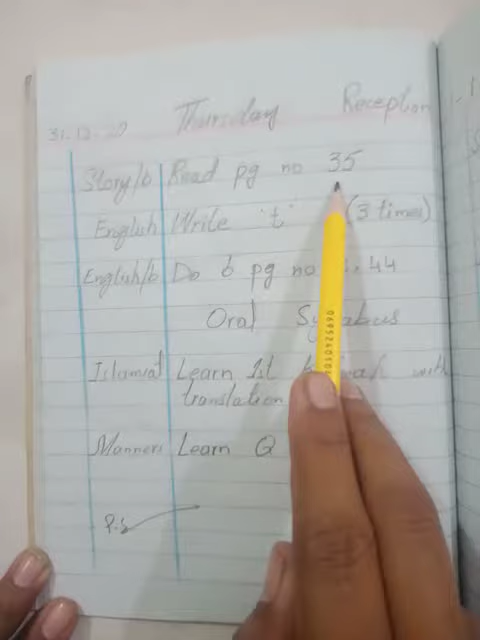 31.12.20 Thursday Reception
Story/b Read pg no 35
English Write 't' (3 times)
English/b Do b pg no 44
Oral Syllabus
Islamiat Learn 1st with
translation
Manners Learn Q
P.S